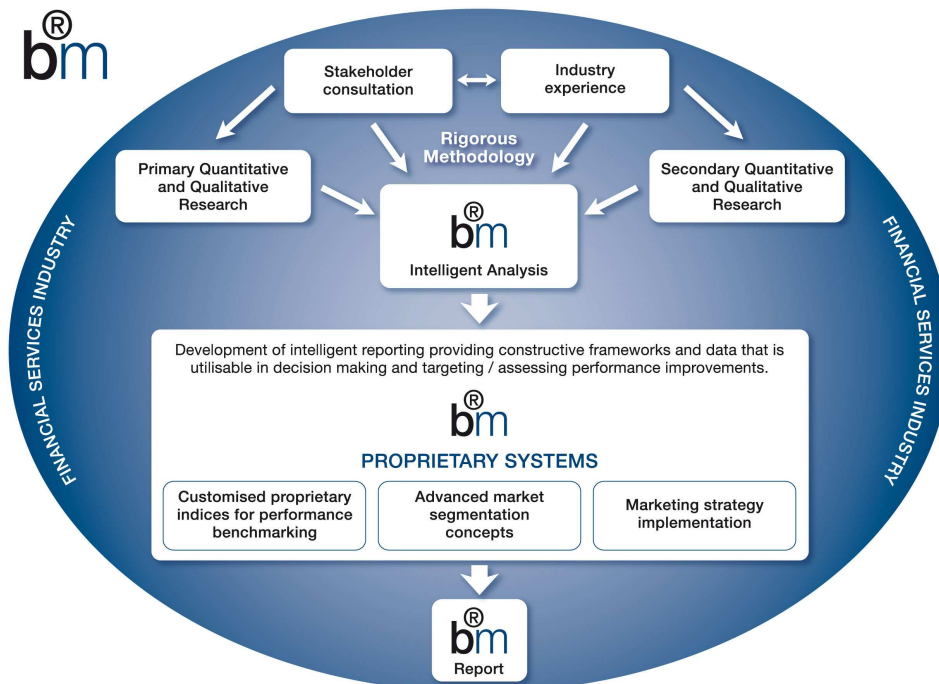 ®
bm
Stakeholder
consultation
Industry
experience
Rigorous
Methodology
Primary Quantitative
and Qualitative
Research
Secondary Quantitative
and Qualitative
Research
®
bm
Intelligent Analysis
FINANCIAL SERVICES INDUSTRY
FINANCIAL SERVICES INDUSTRY
Development of intelligent reporting providing constructive frameworks and data that is
utilisable in decision making and targeting / assessing performance improvements.
®
bm
PROPRIETARY SYSTEMS
Customised proprietary
indices for performance
benchmarking
Advanced market
segmentation
concepts
Marketing strategy
implementation
®
bm
Report